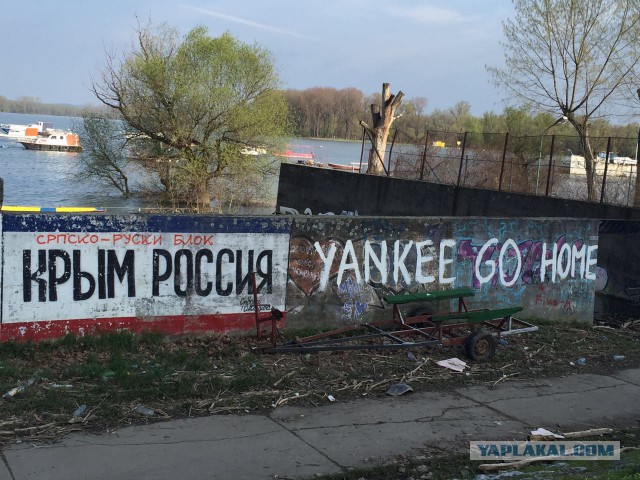 СРПСКО-РУСКИ БЛОК
КРЫМ РОССИЯ
YANKEE GO HOME
YAPLAKAL.COM